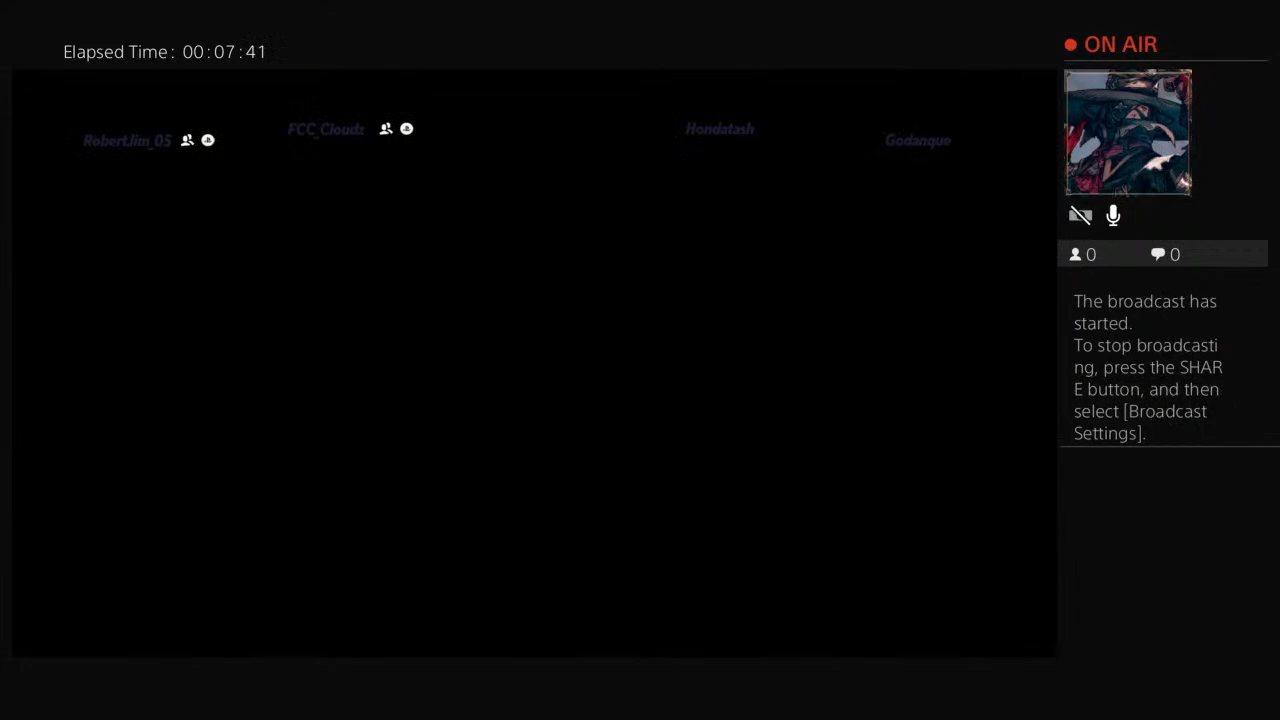 Elapsed Time: 00:07:41
ON AIR
RobertJim_05
FCC_Cloudz
Hondatash
Godanque
0
0
The broadcast has
started.
To stop broadcasti
ng, press the SHAR
E button, and then
select [Broadcast
Settings].